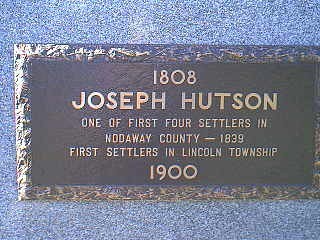 1808
JOSEPH HUTSON
ONE OF FIRST FOUR SETTLERS IN
NODAWAY COUNTY — 1839
FIRST SETTLERS IN LINCOLN TOWNSHIP
1900